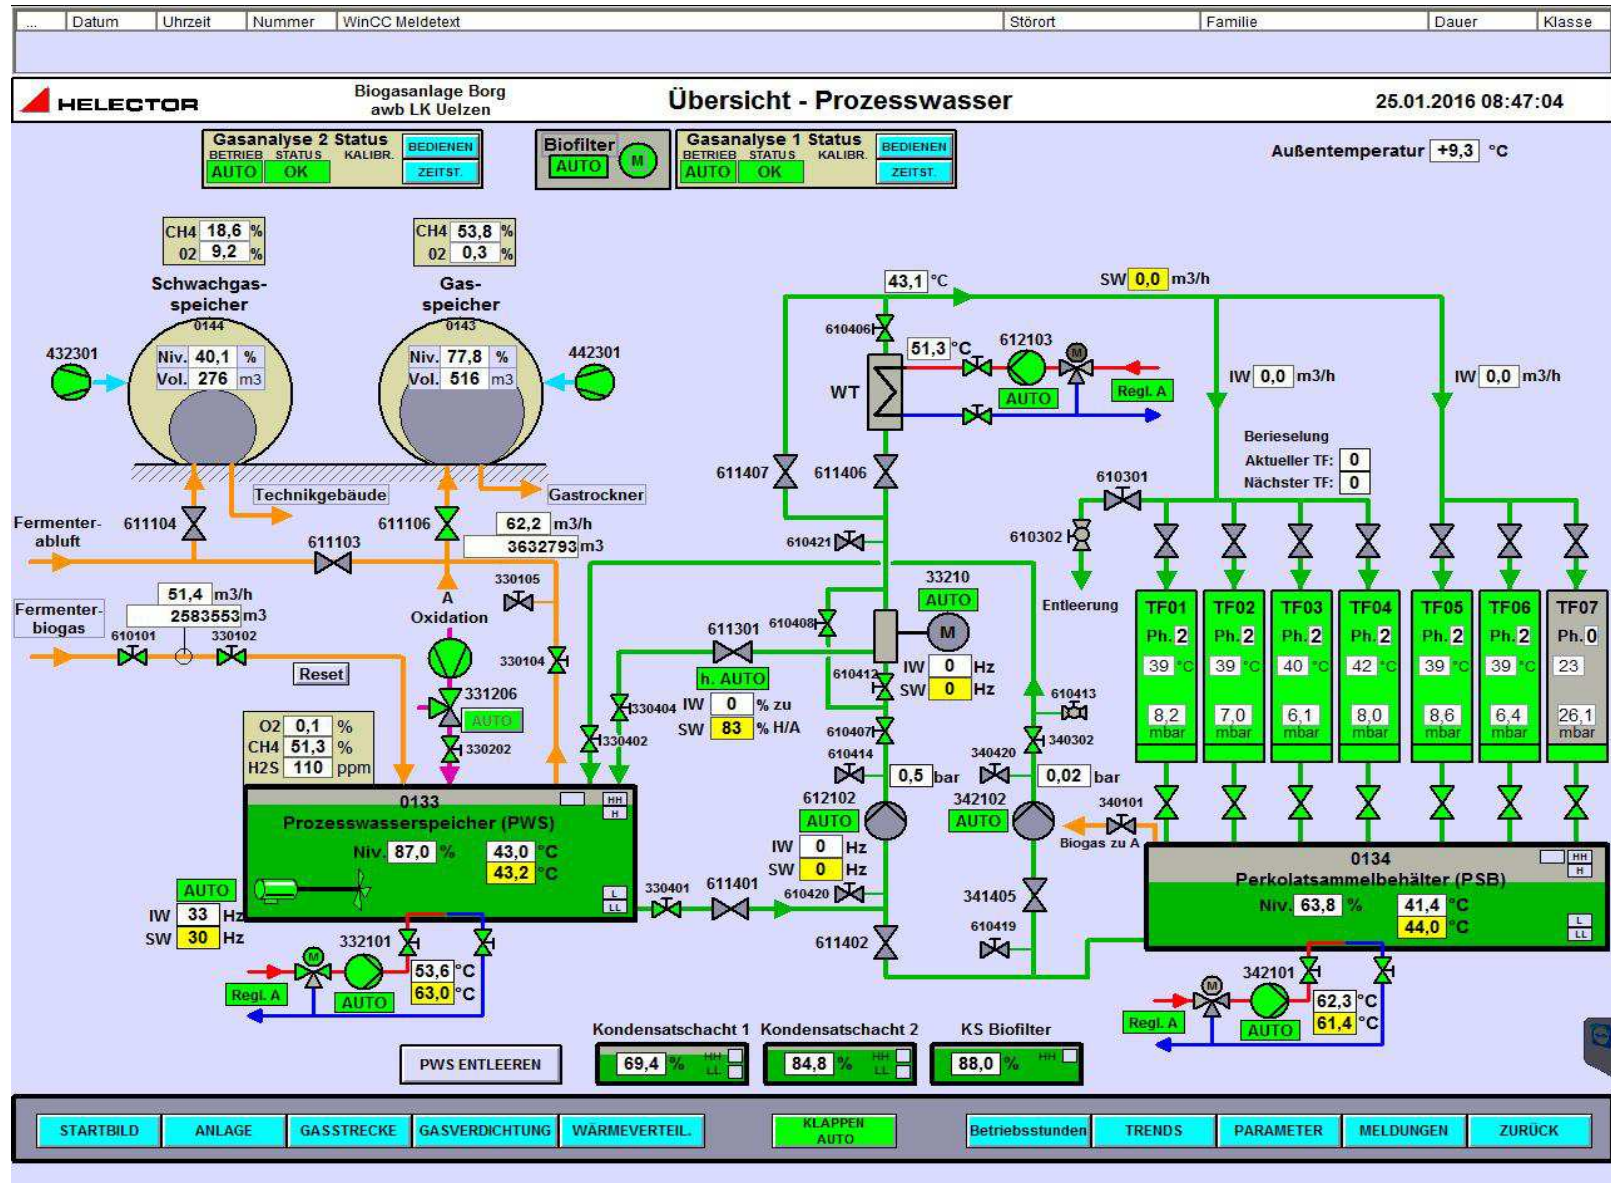 ... Datum Uhrzeit Nummer WinCC Meldetext Störort Familie Dauer Klasse
HELECTOR
Biogasanlage Borg
awb LK Uelzen
Übersicht - Prozesswasser
25.01.2016 08:47:04
Gasanalyse 2 Status
BETRIEB STATUS KALIBR.
AUTO OK
BEDIENEN
ZEITST.
Biofilter
AUTO
M
Gasanalyse 1 Status
BETRIEB STATUS KALIBR.
AUTO OK
BEDIENEN
ZEITST.
Außentemperatur +9,3 °C
CH4 18,6 %
02 9,2 %
Schwachgas-
speicher
0144
Niv. 40,1 %
Vol. 276 m3
432301
CH4 53,8 %
02 0,3 %
Gas-
speicher
0143
Niv. 77,8 %
Vol. 516 m3
442301
43,1 °C
SW 0,0 m3/h
610406
51,3 °C
612103
M
AUTO
Regl. A
WT
IW 0,0 m3/h
IW 0,0 m3/h
Berieselung
Aktueller TF: 0
Nächster TF: 0
611407
611406
610301
610302
Entleerung
Technikgebäude
Gastrockner
Fermenter-
abluft
611104
611106
62,2 m3/h
3632793 m3
611103
610421
51,4 m3/h
2583553 m3
Fermenter-
biogas
610101
330102
A
Oxidation
330105
330104
Reset
331206
AUTO
330202
33210
AUTO
M
IW 0 Hz
SW 0 Hz
610408
610412
611301
h. AUTO
330404
IW 0 % zu
SW 83 % H/A
330402
610407
610414
610413
340420
340302
0,5 bar
0,02 bar
612102
AUTO
IW 0 Hz
SW 0 Hz
610420
342102
AUTO
340101
Biogas zu A
TF01
Ph. 2
39 °C
8,2
mbar
TF02
Ph. 2
39 °C
7,0
mbar
TF03
Ph. 2
40 °C
6,1
mbar
TF04
Ph. 2
42 °C
8,0
mbar
TF05
Ph. 2
39 °C
8,6
mbar
TF06
Ph. 2
39 °C
6,4
mbar
TF07
Ph. 0
23
26,1
mbar
O2 0,1 %
CH4 51,3 %
H2S 110 ppm
0133
HH
H
Prozesswasserspeicher (PWS)
Niv. 87,0 %
43,0 °C
43,2 °C
L
LL
AUTO
IW 33 Hz
SW 30 Hz
330401
611401
611402
341405
610419
0134
HH
H
Perkolatsammelbehälter (PSB)
Niv. 63,8 %
41,4 °C
44,0 °C
L
LL
332101
M
53,6 °C
63,0 °C
Regl. A
AUTO
342101
M
62,3 °C
61,4 °C
Regl. A
AUTO
PWS ENTLEEREN
Kondensatschacht 1
69,4 %
HH
LL
Kondensatschacht 2
84,8 %
HH
LL
KS Biofilter
88,0 %
HH
STARTBILD ANLAGE GASSTRECKE GASVERDICHTUNG WÄRMEVERTEIL.
KLAPPEN
AUTO
Betriebsstunden TRENDS PARAMETER MELDUNGEN ZURÜCK